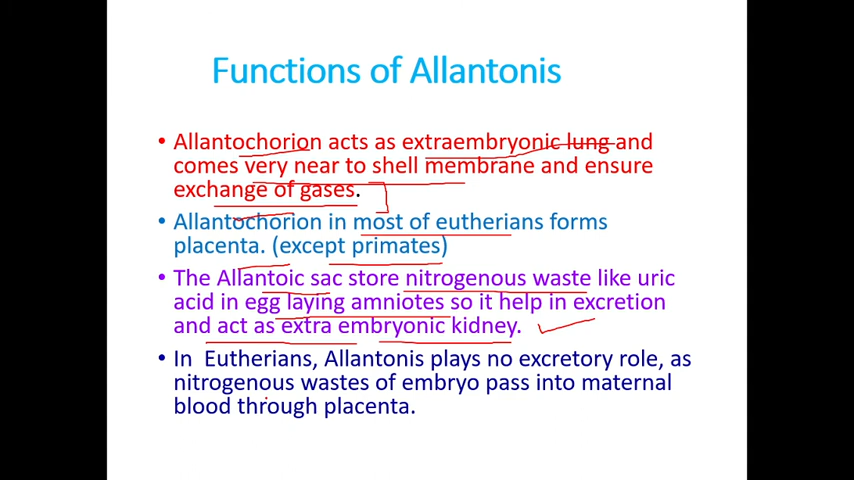 Functions of Allantonis
• Allantochorion acts as extraembryonic lung and
comes very near to shell membrane and ensure
exchange of gases.
• Allantochorion in most of eutherians forms
placenta. (except primates)
• The Allantoic sac store nitrogenous waste like uric
acid in egg laying amniotes so it help in excretion
and act as extra embryonic kidney.
• In Eutherians, Allantonis plays no excretory role, as
nitrogenous wastes of embryo pass into maternal
blood through placenta.